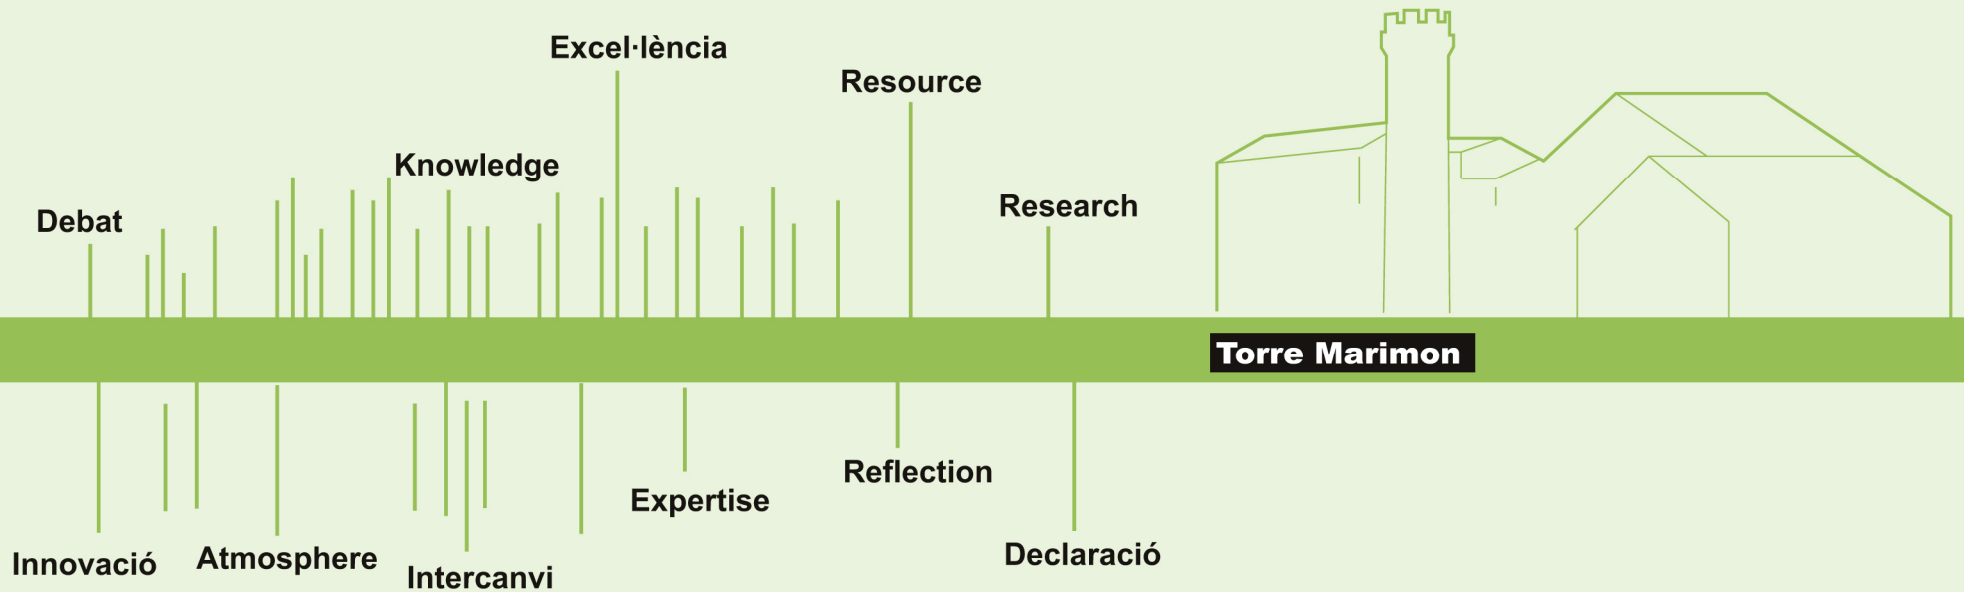 Excel·lència
Resource
Knowledge
Debat
Research
Torre Marimon
Reflection
Expertise
Declaració
Atmosphere
Innovació
Intercanvi